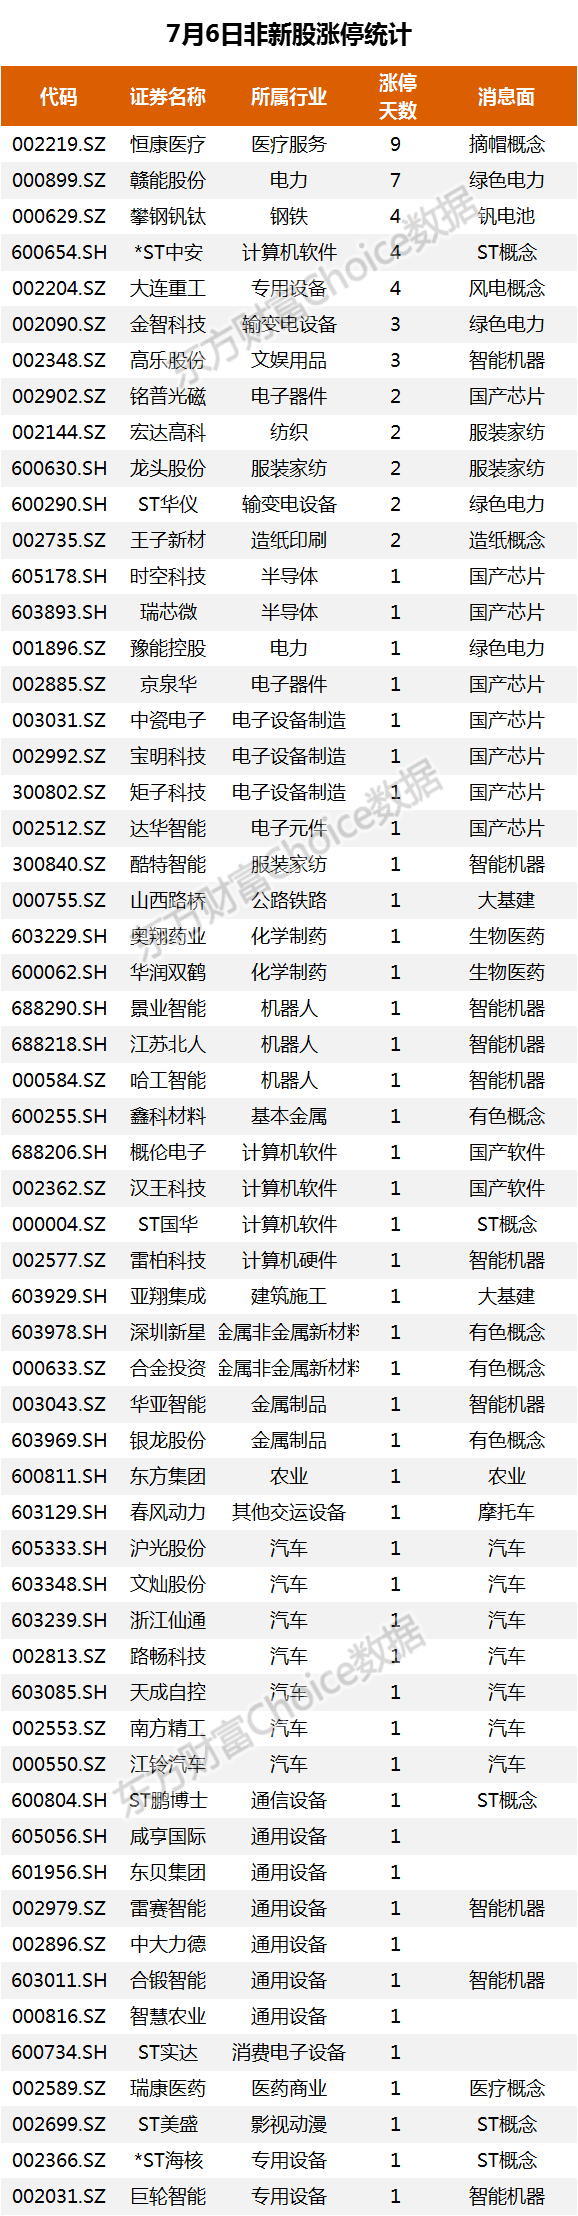 7月6日非新股涨停统计
代码 证券名称 所属行业 涨停天数 消息面
002219.SZ 恒康医疗 医疗服务 9 摘帽概念
000899.SZ 赣能股份 电力 7 绿色电力
000629.SZ 攀钢钒钛 钢铁 4 钒电池
600654.SH *ST中安 计算机软件 4 ST概念
002204.SZ 大连重工 专用设备 4 风电概念
002090.SZ 金智科技 输变电设备 3 绿色电力
002348.SZ 高乐股份 文娱用品 3 智能机器
002902.SZ 铭普光磁 电子器件 2 国产芯片
002144.SZ 宏达高科 纺织 2 服装家纺
600630.SH 龙头股份 服装家纺 2 服装家纺
600290.SH ST华仪 输变电设备 2 绿色电力
002735.SZ 王子新材 造纸印刷 2 造纸概念
605178.SH 时空科技 半导体 1 国产芯片
603893.SH 瑞芯微 半导体 1 国产芯片
001896.SZ 豫能控股 电力 1 绿色电力
002885.SZ 京泉华 电子器件 1 国产芯片
003031.SZ 中瓷电子 电子设备制造 1 国产芯片
002992.SZ 宝明科技 电子设备制造 1 国产芯片
300802.SZ 矩子科技 电子设备制造 1 国产芯片
002512.SZ 达华智能 电子元件 1 国产芯片
300840.SZ 酷特智能 服装家纺 1 智能机器
000755.SZ 山西路桥 公路铁路 1 大基建
603229.SH 奥翔药业 化学制药 1 生物医药
600062.SH 华润双鹤 化学制药 1 生物医药
688290.SH 景业智能 机器人 1 智能机器
688218.SH 江苏北人 机器人 1 智能机器
000584.SZ 哈工智能 机器人 1 智能机器
600255.SH 鑫科材料 基本金属 1 有色概念
688206.SH 概伦电子 计算机软件 1 国产软件
002362.SZ 汉王科技 计算机软件 1 国产软件
000004.SZ ST国华 计算机软件 1 ST概念
002577.SZ 雷柏科技 计算机硬件 1 智能机器
603929.SH 亚翔集成 建筑施工 1 大基建
603978.SH 深圳新星 金属非金属新材料 1 有色概念
000633.SZ 合金投资 金属非金属新材料 1 有色概念
003043.SZ 华亚智能 金属制品 1 智能机器
603969.SH 银龙股份 金属制品 1 有色概念
600811.SH 东方集团 农业 1 农业
603129.SH 春风动力 其他交运设备 1 摩托车
605333.SH 沪光股份 汽车 1 汽车
603348.SH 文灿股份 汽车 1 汽车
603239.SH 浙江仙通 汽车 1 汽车
002813.SZ 路畅科技 汽车 1 汽车
603085.SH 天成自控 汽车 1 汽车
002553.SZ 南方精工 汽车 1 汽车
000550.SZ 江铃汽车 汽车 1 汽车
600804.SH ST鹏博士 通信设备 1 ST概念
605056.SH 咸亨国际 通用设备 1
601956.SH 东贝集团 通用设备 1
002979.SZ 雷赛智能 通用设备 1 智能机器
002896.SZ 中大力德 通用设备 1
603011.SH 合锻智能 通用设备 1 智能机器
000816.SZ 智慧农业 通用设备 1
600734.SH ST实达 消费电子设备 1
002589.SZ 瑞康医药 医药商业 1 医疗概念
002699.SZ ST美盛 影视动漫 1 ST概念
002366.SZ *ST海核 专用设备 1 ST概念
002031.SZ 巨轮智能 专用设备 1 智能机器
东方财富Choice数据
东方财富Choice数据
东方财富Choice数据